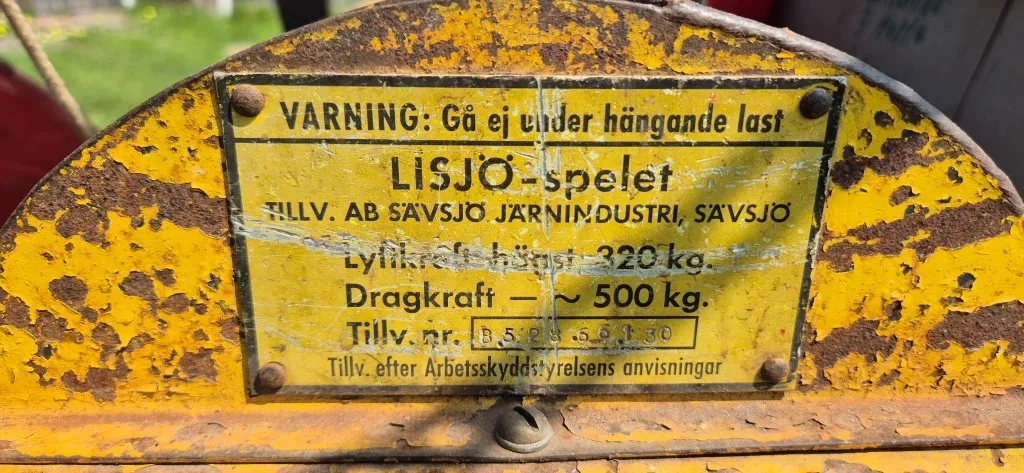 VARNING: Gå ej under hängande last
LISJÖ-spelet
TILLV. AB SÄVSJÖ JÄRNINDUSTRI, SÄVSJÖ
Lyftkraft högst 320 kg.
Dragkraft — ~ 500 kg.
Tillv. nr.
Tillv. efter Arbetsskyddstyrelsens anvisningar